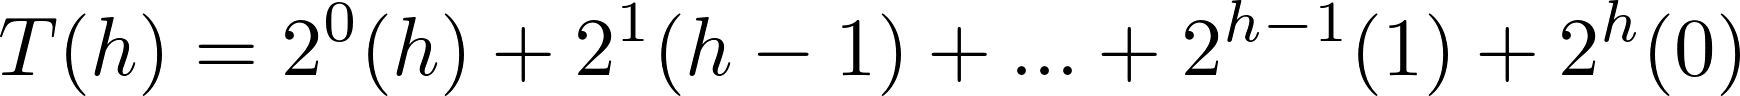 T(h) = 2^0(h) + 2^1(h − 1) + ... + 2^{h−1}(1) + 2^h(0)